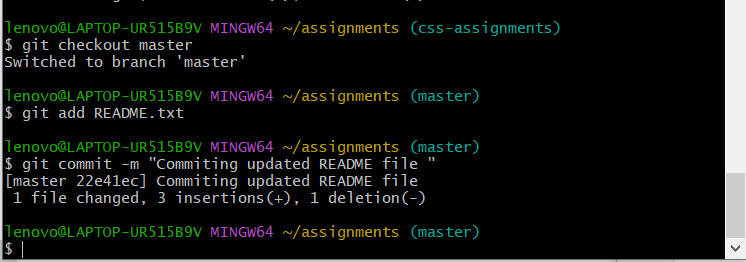 lenovo@LAPTOP-UR515B9V MINGW64 ~/assignments (css-assignments)
$ git checkout master
Switched to branch 'master'
lenovo@LAPTOP-UR515B9V MINGW64 ~/assignments (master)
$ git add README.txt
lenovo@LAPTOP-UR515B9V MINGW64 ~/assignments (master)
$ git commit -m "Commiting updated README file "
[master 22e41ec] Commiting updated README file
1 file changed, 3 insertions(+), 1 deletion(-)
lenovo@LAPTOP-UR515B9V MINGW64 ~/assignments (master)
$